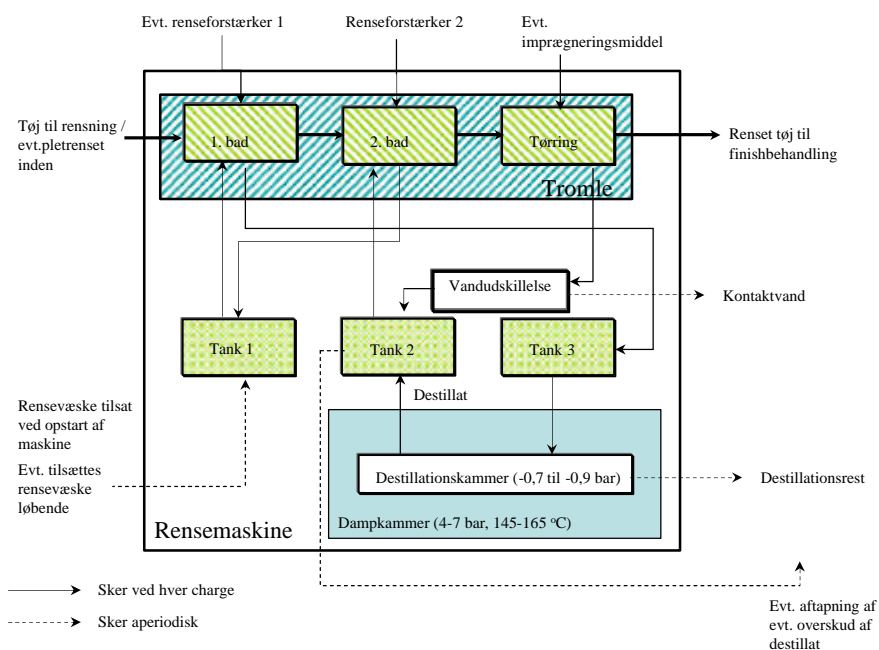 Evt. renseforstærker 1
Renseforstærker 2
Evt.
imprægneringsmiddel
Tøj til rensning /
evt.pletrenset
inden
1. bad
2. bad
Tørring
Renset tøj til
finishbehandling
Tromle
Vandudskillelse
Kontaktvand
Tank 1
Tank 2
Tank 3
Destillat
Rensevæske tilsat
ved opstart af
maskine
Evt. tilsættes
rensevæske
løbende
Destillationskammer (-0,7 til -0,9 bar)
Destillationsrest
Dampkammer (4-7 bar, 145-165 °C)
Rensemaskine
Sker ved hver charge
Sker aperiodisk
Evt. aftapning af
evt. overskud af
destillat